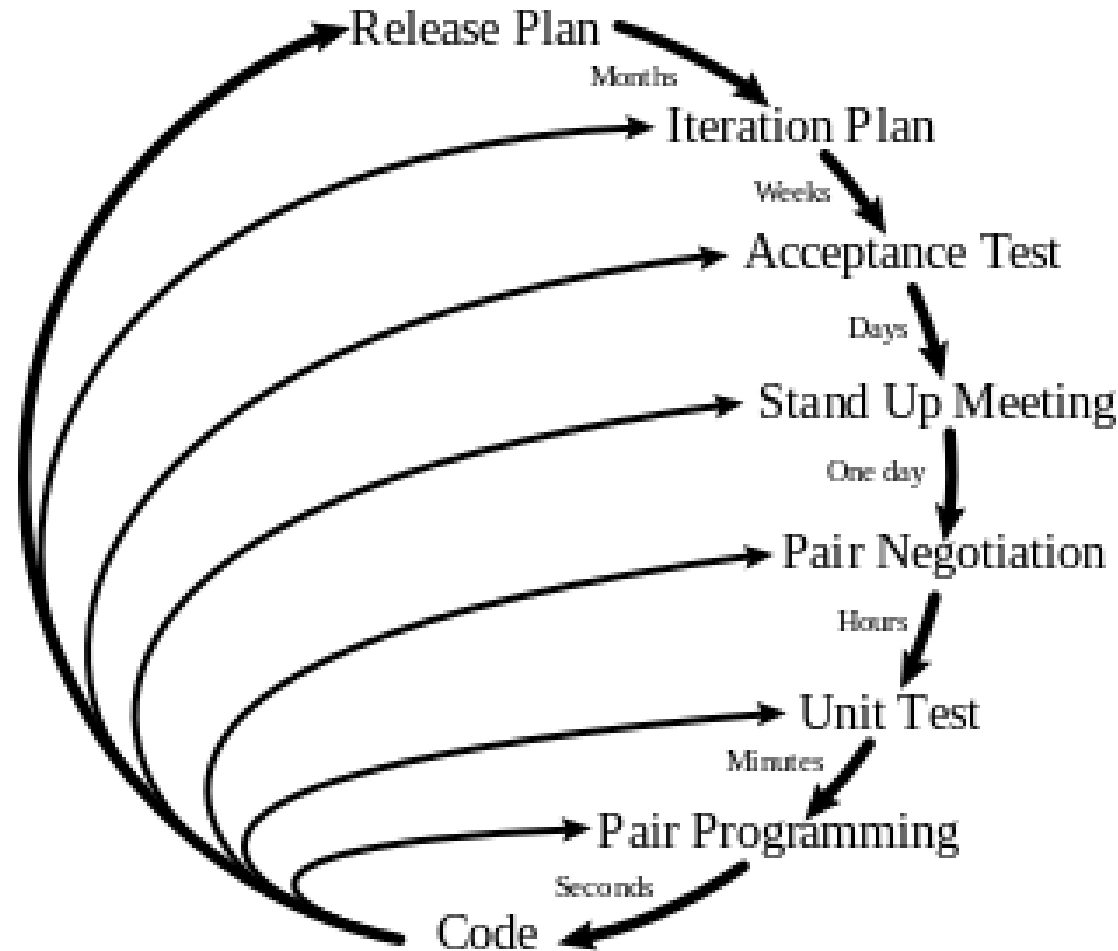 Release Plan
Months
Iteration Plan
Weeks
Acceptance Test
Days
Stand Up Meeting
One day
Pair Negotiation
Hours
Unit Test
Minutes
Pair Programming
Seconds
Code